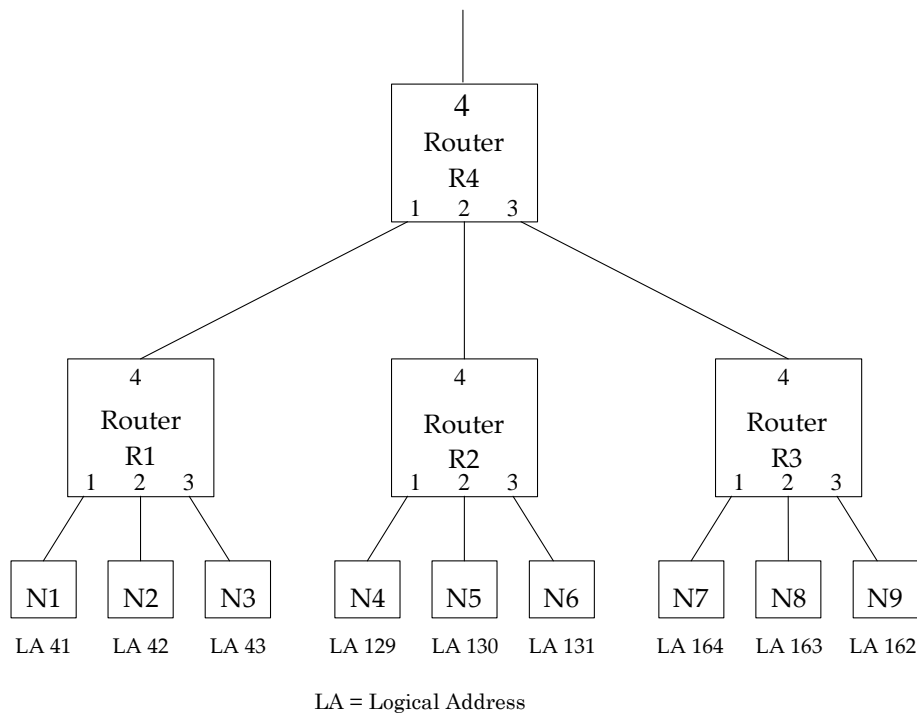 4
Router
R4
1 2 3
4 4 4
Router Router Router
R1 R2 R3
1 2 3 1 2 3 1 2 3
N1 N2 N3 N4 N5 N6 N7 N8 N9
LA 41 LA 42 LA 43 LA 129 LA 130 LA 131 LA 164 LA 163 LA 162
LA = Logical Address